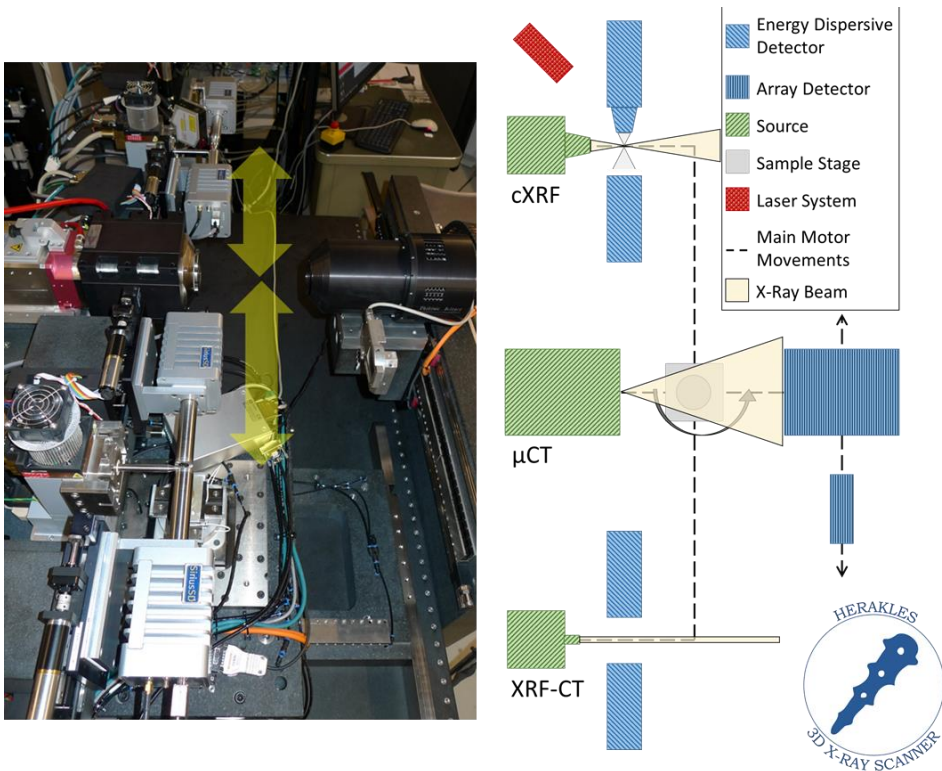 Energy Dispersive
Detector
Array Detector
Source
Sample Stage
Laser System
Main Motor
Movements
X-Ray Beam
cXRF
µCT
XRF-CT
SiriusSD
HERAKLES
3D X-RAY SCANNER